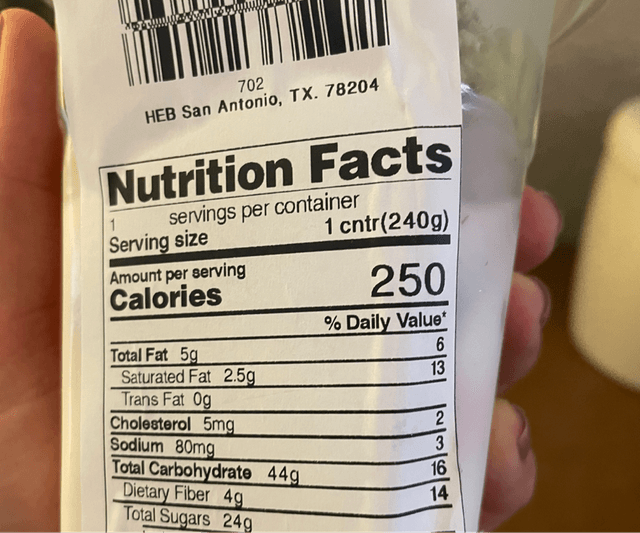 702
HEB San Antonio, TX. 78204
Nutrition Facts
1 servings per container
Serving size 1 cntr(240g)
Amount per serving
Calories 250
% Daily Value*
Total Fat 5g 6
Saturated Fat 2.5g 13
Trans Fat 0g
Cholesterol 5mg 2
Sodium 80mg 3
Total Carbohydrate 44g 16
Dietary Fiber 4g 14
Total Sugars 24g